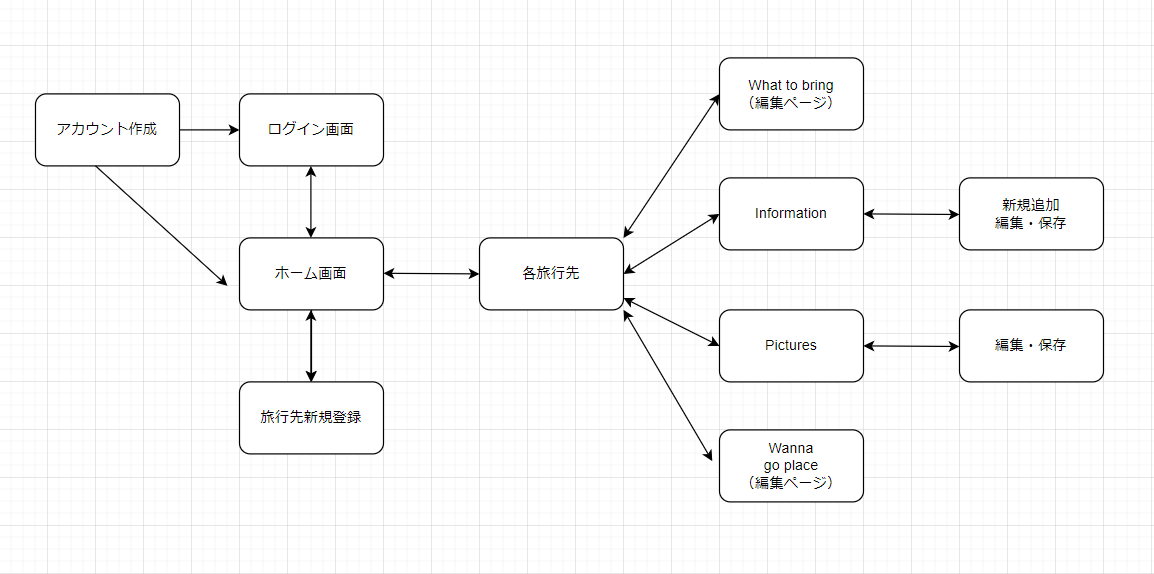 アカウント作成
ログイン画面
ホーム画面
旅行先新規登録
各旅行先
What to bring
（編集ページ）
Information
新規追加
編集・保存
Pictures
編集・保存
Wanna
go place
（編集ページ）